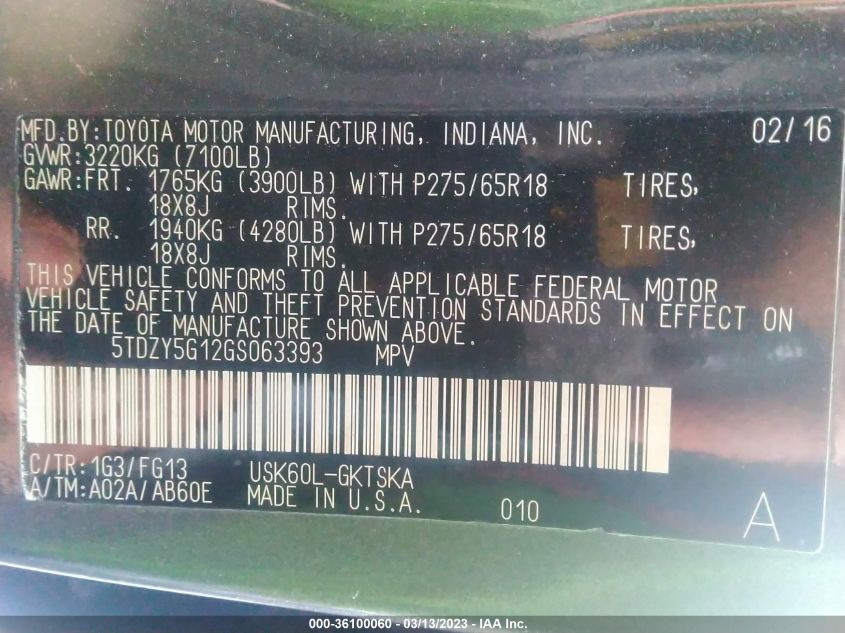 MFD.BY:TOYOTA MOTOR MANUFACTURING, INDIANA, INC. 02/16
GVWR:3220KG (7100LB)
GAWR:FRT. 1765KG (3900LB) WITH P275/65R18 TIRES,
18X8J RIMS.
RR. 1940KG (4280LB) WITH P275/65R18 TIRES,
18X8J RIMS.
THIS VEHICLE CONFORMS TO ALL APPLICABLE FEDERAL MOTOR
VEHICLE SAFETY AND THEFT PREVENTION STANDARDS IN EFFECT ON
THE DATE OF MANUFACTURE SHOWN ABOVE.
5TDZY5G12GS063393 MPV
C/TR:1G3/FG13 USK60L-GKTSKA
A/TM:A02A/AB60E MADE IN U.S.A. 010 A
000-36100060 - 03/13/2023 - IAA Inc.